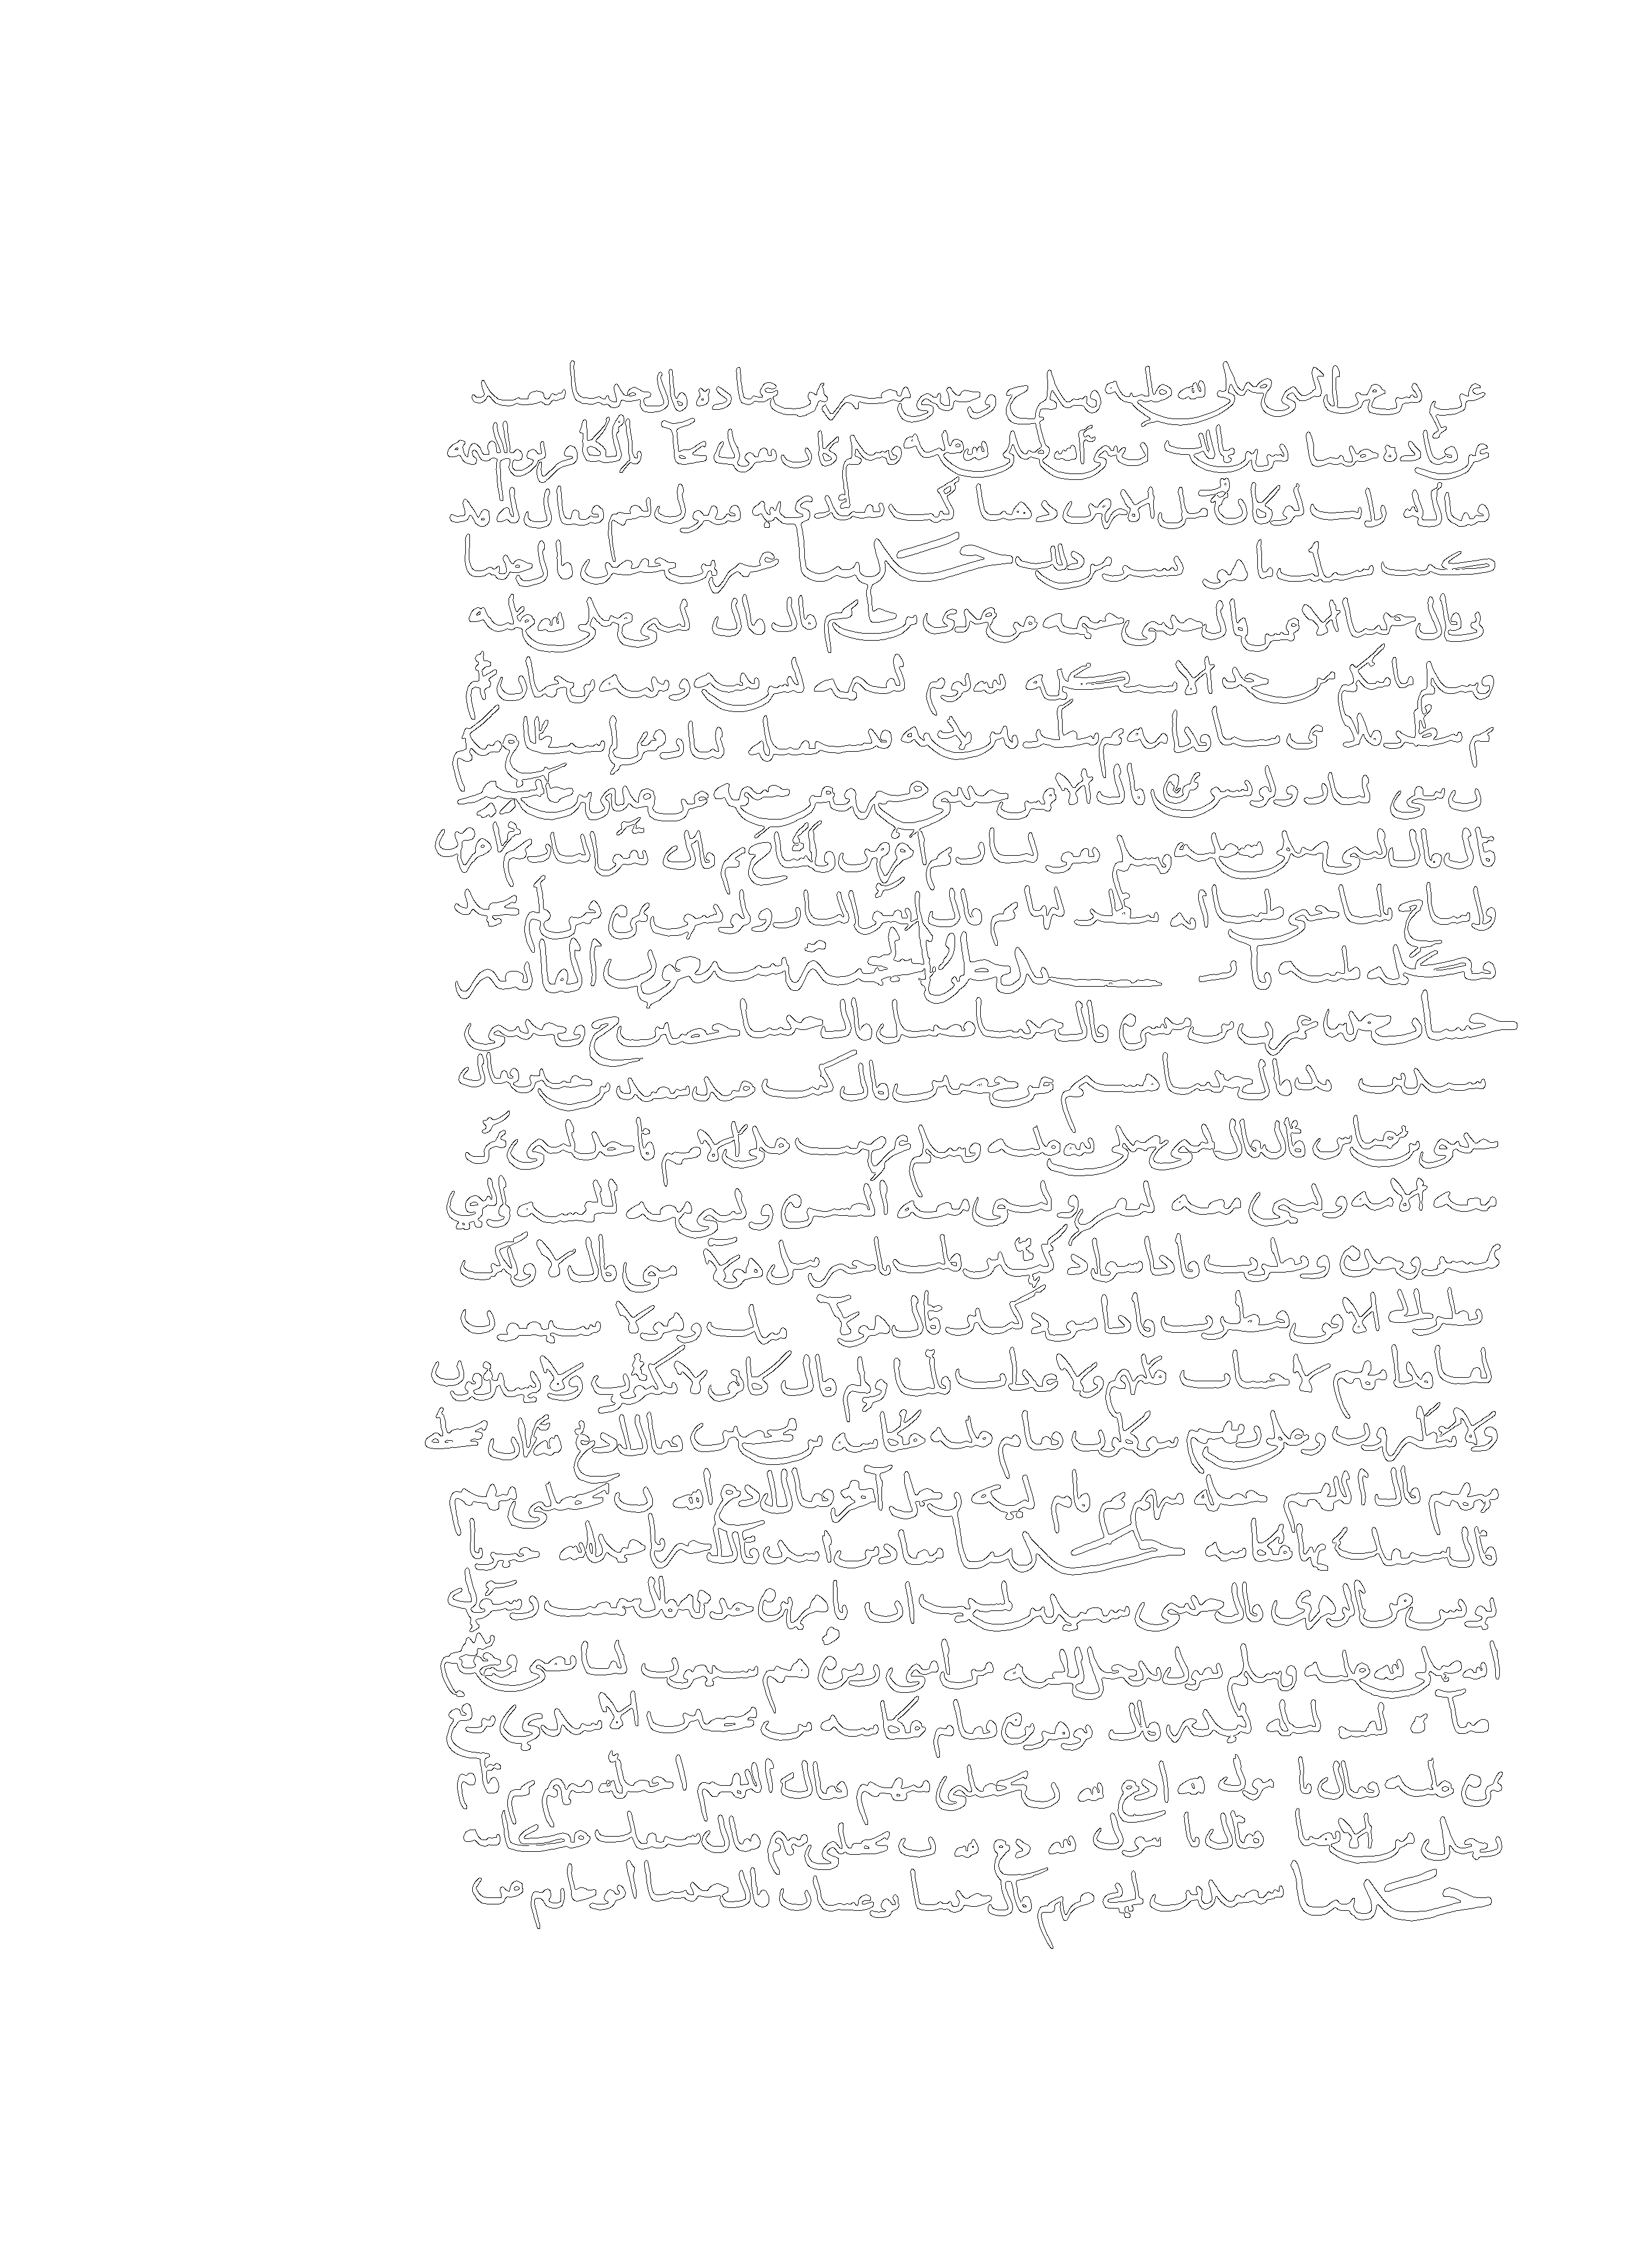 عن انس عن النبي صلى الله عليه وسلم ح وحدثني محمد بن معمر بن عبادة قال حدثنا سعيد
عن قتادة حدثنا انس بن مالك ان نبي الله صلى الله عليه وسلم كان يقول يجاء بالكافر يوم القيمة
فيقال له ارايت لو كان لك مل الارض ذهبا اكنت تفتدي به فيقول نعم فيقال له قد
كنت سيلت ما هو ايسر من ذلك حدثنا عمر بن حفص قال حدثنا
ابي قال حدثنا الاعمش قال حدثني خيثمة عن عدي بن حاتم قال قال النبي صلى الله عليه
وسلم ما منكم من احد الا سيكلمه الله يوم القيمة ليس بينه وبينه ترجمان ثم
ثم ينظر فلا يرى شيا قدامه ثم ينظر بين يديه فتستقبله النار فمن استطاع منكم
ان يتقي النار ولو بشق تمرة قال الاعمش حدثني عمرو عن خيثمة عن عدي بن حاتم
قال قال النبي صلى الله عليه وسلم اتقوا النار ثم اعرض واشاح ثم قال اتقوا النار ثم اعرض
واشاح ثلثا حتى ظننا انه ينظر اليها ثم قال اتقوا النار ولو بشق تمرة فمن لم يجد
فبكلمة طيبة باب يدخل الجنة سبعون الفا بغير
حساب حدثنا عمران بن ميسرة قال حدثنا ابن فضيل قال حدثنا حصين ح وحدثني
اسيد بن زيد قال حدثنا هشيم عن حصين قال كنت عند سعيد بن جبير فقال
حدثني ابن عباس قال قال النبي صلى الله عليه وسلم عرضت علي الامم فاخذ النبي يمر
معه الامة والنبي معه النفر والنبي معه العشرة والنبي معه الخمسة والنبي
يمر وحده ونظرت فاذا سواد كثير قلت يا جبريل هولاء امتي قال لا ولكن
انظر الى الافق فنظرت فاذا سواد كثير قال هولاء امتك وهولا سبعون
الفا قدامهم لا حساب عليهم ولا عذاب قلت ولم قال كانوا لا يكتوون ولا يسترقون
ولا يتطيرون وعلى ربهم يتوكلون فقام اليه عكاشة بن محصن فقال ادع الله ان يجعلني
منهم قال اللهم اجعله منهم ثم قام اليه رجل آخر قال ادع الله ان يجعلني منهم
قال سبقك بها عكاشة حدثنا معاذ بن اسد قال اخبرنا عبد الله اخبرنا
يونس عن الزهري قال حدثني سعيد بن المسيب ان ابا هريرة حدثه قال سمعت رسول
الله صلى الله عليه وسلم يقول يدخل الجنة من امتي زمرة هم سبعون الفا تضي وجوههم
اضاءة القمر ليلة البدر وقال ابو هريرة فقام عكاشة بن محصن الاسدي يرفع
نمرة عليه فقال يا رسول الله ادع الله ان يجعلني منهم فقال اللهم اجعله منهم ثم قام
رجل من الانصار فقال يا رسول الله ادع الله ان يجعلني منهم فقال سبقك عكاشة
حدثنا سعيد بن ابي مريم قال حدثنا ابو غسان قال حدثنا ابو حازم عن